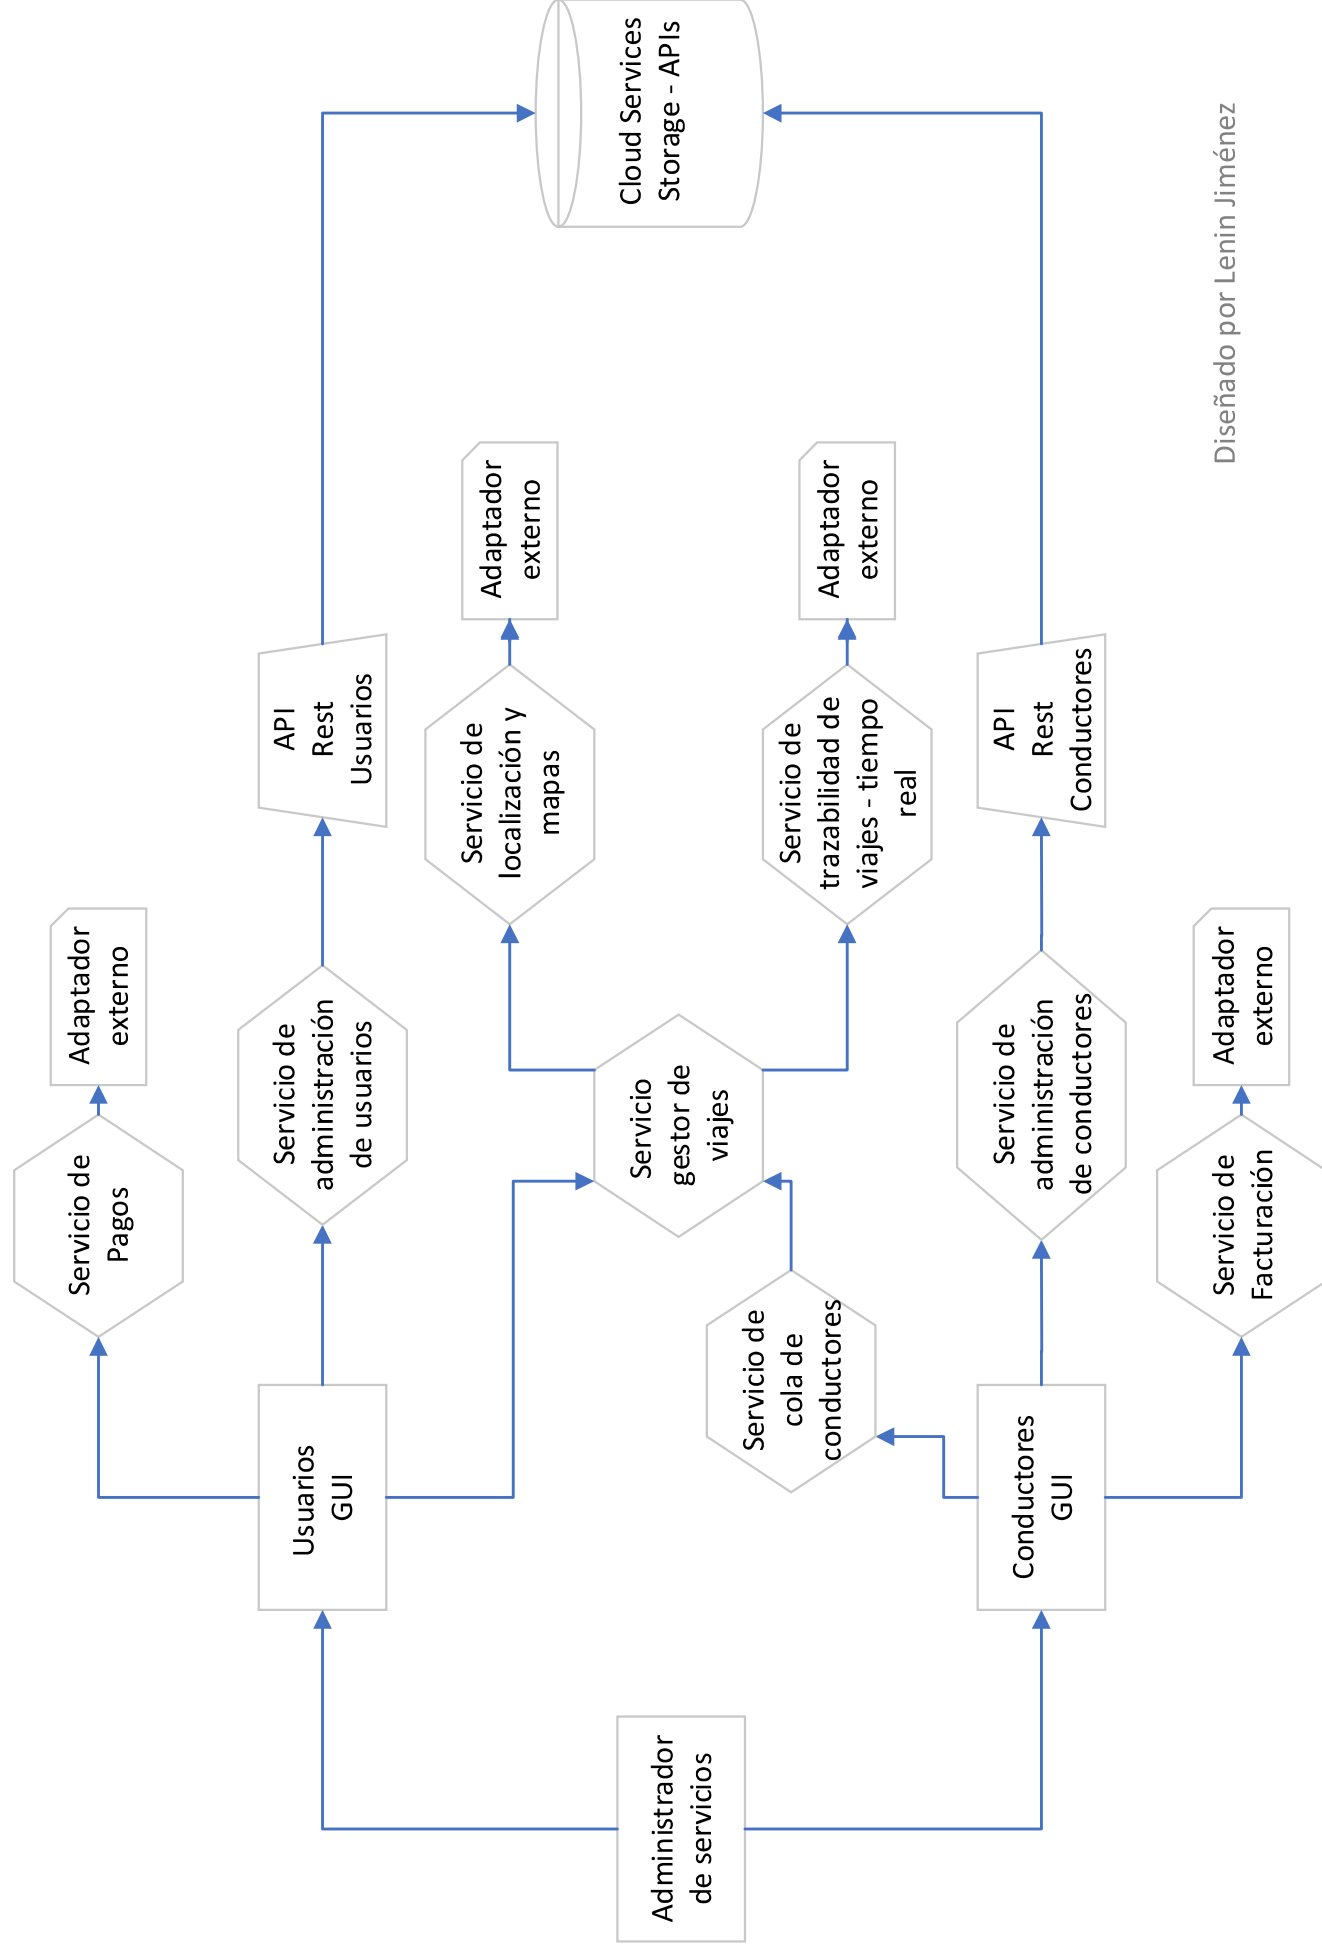 Administrador
de servicios
Usuarios
GUI
Conductores
GUI
Servicio de
Pagos
Adaptador
externo
Servicio de
administración
de usuarios
API
Rest
Usuarios
Servicio de
localización y
mapas
Adaptador
externo
Servicio
gestor de
viajes
Servicio de
cola de
conductores
Servicio de
trazabilidad de
viajes - tiempo
real
Adaptador
externo
Servicio de
administración
de conductores
API
Rest
Conductores
Servicio de
Facturación
Adaptador
externo
Cloud Services
Storage - APIs
Diseñado por Lenin Jiménez